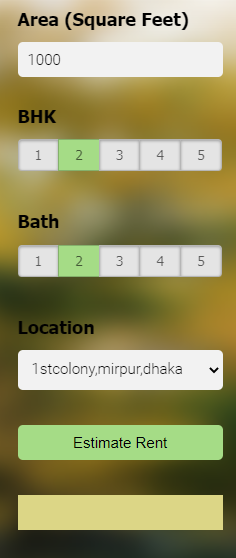 Area (Square Feet)
1000
BHK
1 2 3 4 5
Bath
1 2 3 4 5
Location
1stcolony,mirpur,dhaka
Estimate Rent